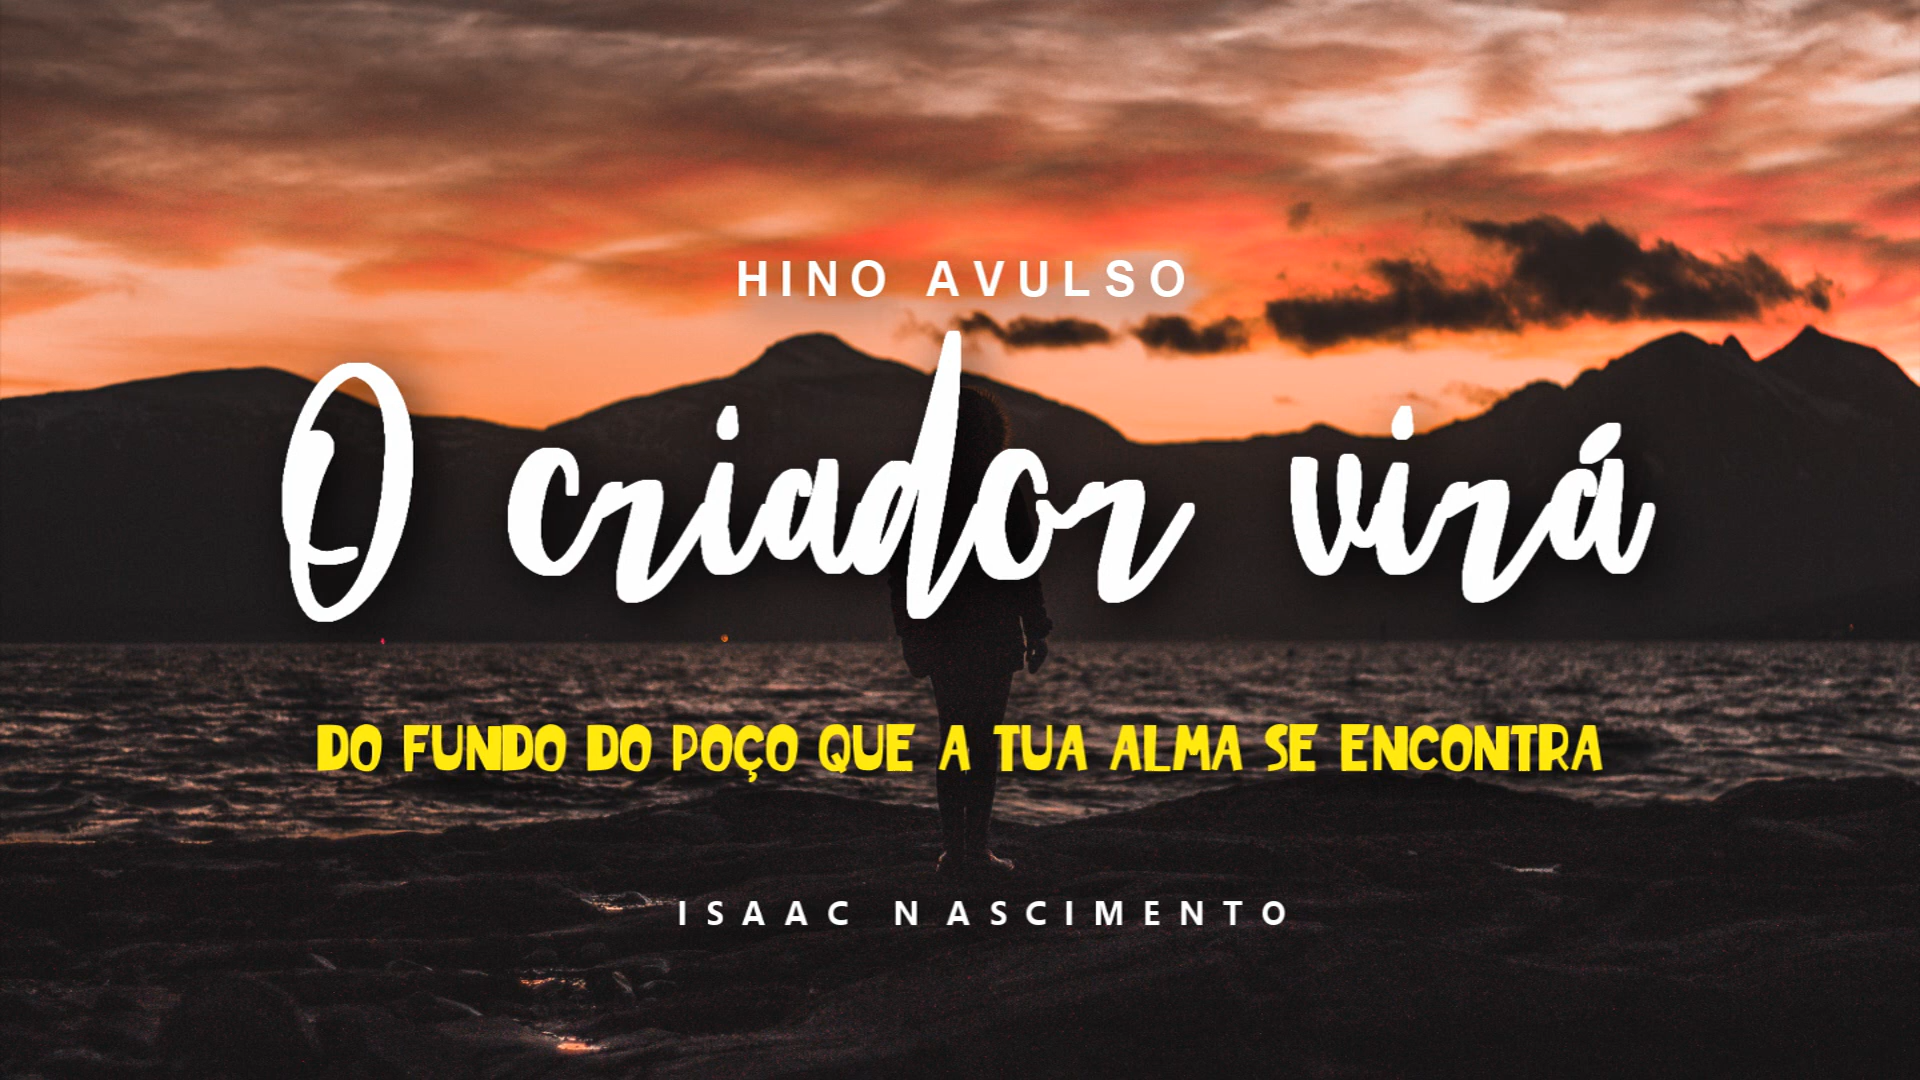 HINO AVULSO
O criador virá
DO FUNDO DO POÇO QUE A TUA ALMA SE ENCONTRA
ISAAC NASCIMENTO